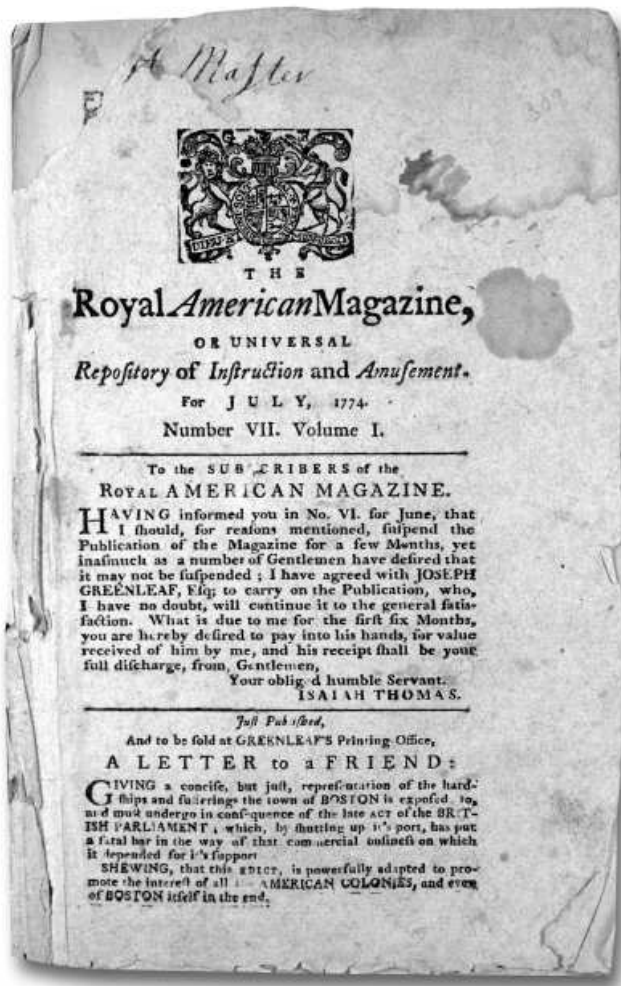 Master
THE
Royal American Magazine,
OR UNIVERSAL
Repoſitory of Inſtruction and Amuſement.
For JULY, 1774.
Number VII. Volume I.
To the SUBSCRIBERS of the
ROYAL AMERICAN MAGAZINE.
HAVING informed you in No. VI. for June, that
I ſhould, for reaſons mentioned, ſuſpend the
Publication of the Magazine for a few Months, yet
inaſmuch as a number of Gentlemen have deſired that
it may not be ſuſpended ; I have agreed with JOSEPH
GREENLEAF, Eſq; to carry on the Publication, who,
I have no doubt, will continue it to the general ſatiſ-
faction. What is due to me for the firſt ſix Months,
you are hereby deſired to pay into his hands, for value
received of him by me, and his receipt ſhall be your
full diſcharge, from, Gentlemen,
Your oblig'd humble Servant.
ISAIAH THOMAS.
Juſt Publiſhed,
And to be ſold at GREENLEAF'S Printing-Office,
A LETTER to a FRIEND:
GIVING a conciſe, but juſt, repreſentation of the hard-
ſhips and ſufferings the town of BOSTON is expoſed to,
and muſt undergo in conſequence of the late ACT of the BRIT-
ISH PARLIAMENT ; which, by ſhutting up it's port, has put
a fatal bar in the way of that commercial buſineſs on which
it depended for it's ſupport
SHEWING, that this EDICT, is powerfully adapted to pro-
mote the intereſt of all the AMERICAN COLONIES, and even
of BOSTON itſelf in the end.